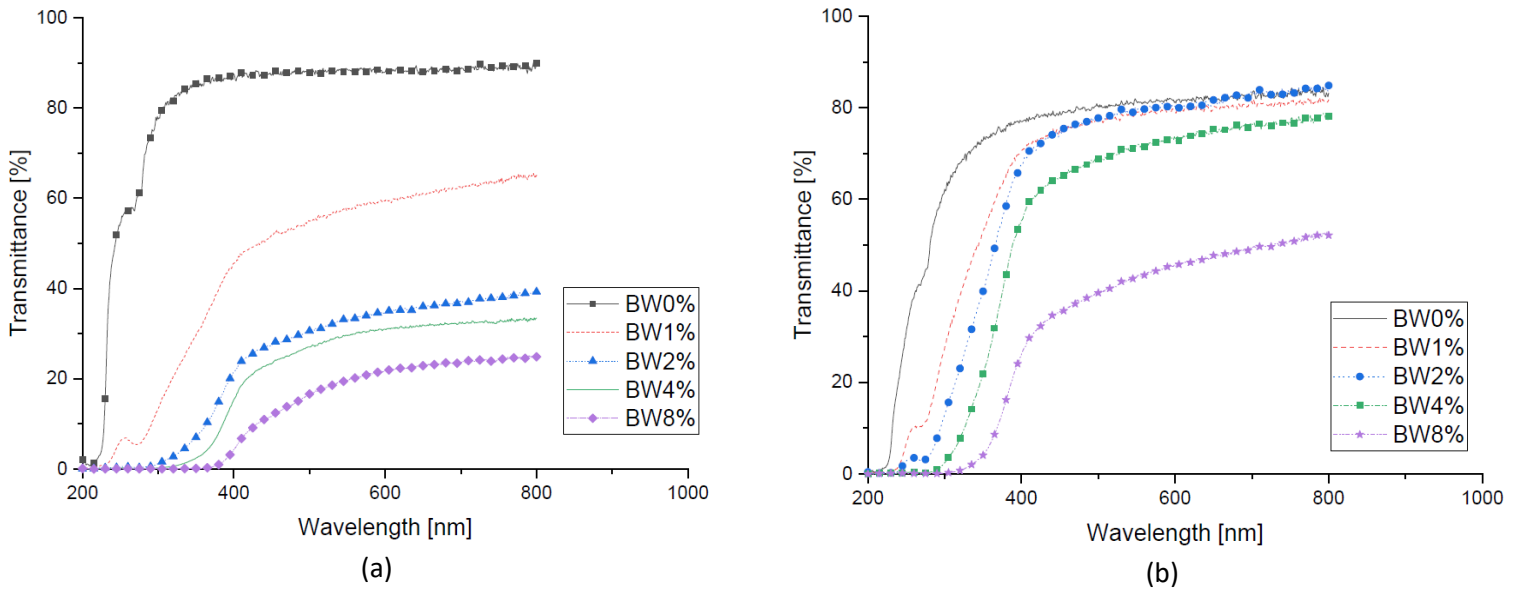 100
80
60
40
20
0
Transmittance [%]
200
400
600
800
1000
Wavelength [nm]
BW0%
BW1%
BW2%
BW4%
BW8%
(a)
100
80
60
40
20
0
Transmittance [%]
200
400
600
800
1000
Wavelength [nm]
BW0%
BW1%
BW2%
BW4%
BW8%
(b)